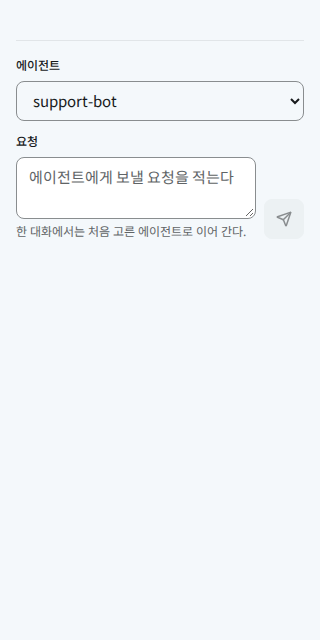 에이전트
support-bot
요청
에이전트에게 보낼 요청을 적는다
한 대화에서는 처음 고른 에이전트로 이어 간다.